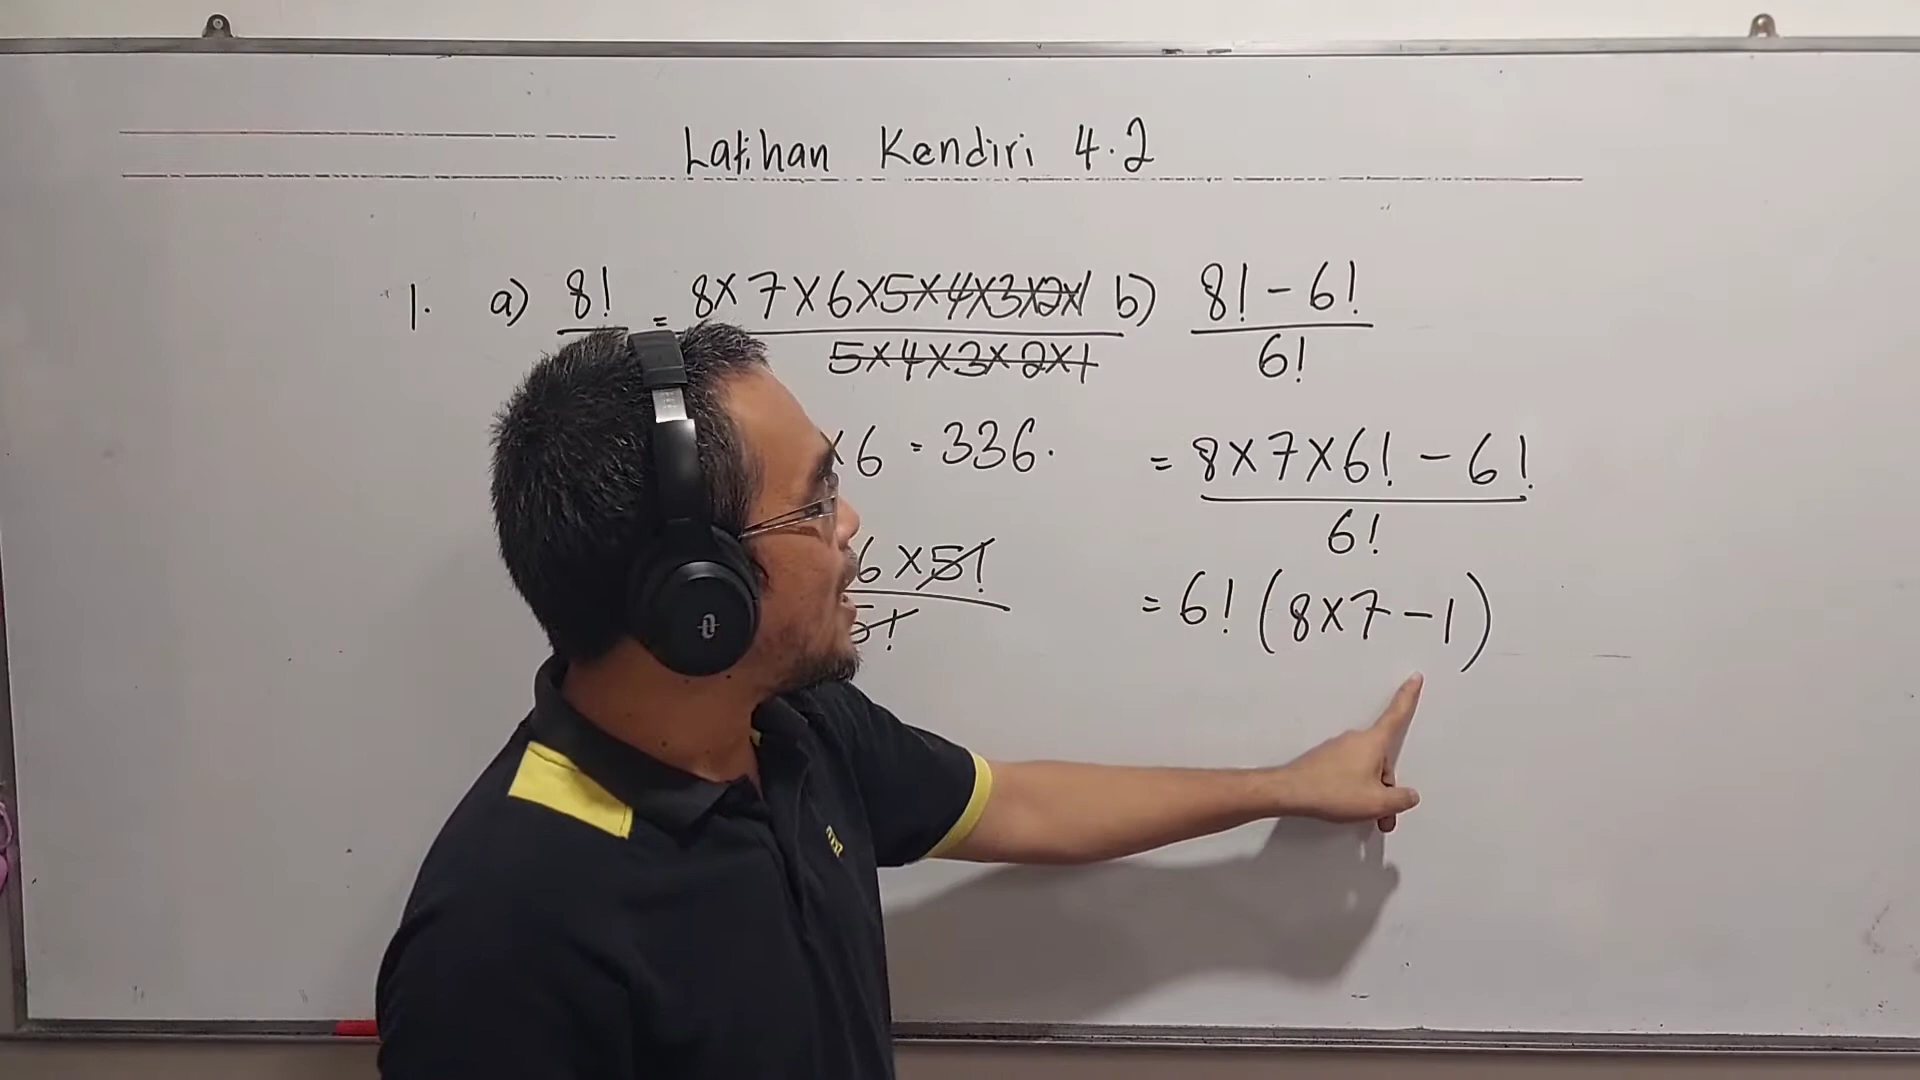 Latihan Kendiri 4.2
1. a) 8! = 8×7×6×5×4×3×2×1
5×4×3×2×1
×6 = 336.
6×5!
5!
b) 8! - 6!
6!
= 8×7×6! - 6!
6!
= 6! (8×7-1)